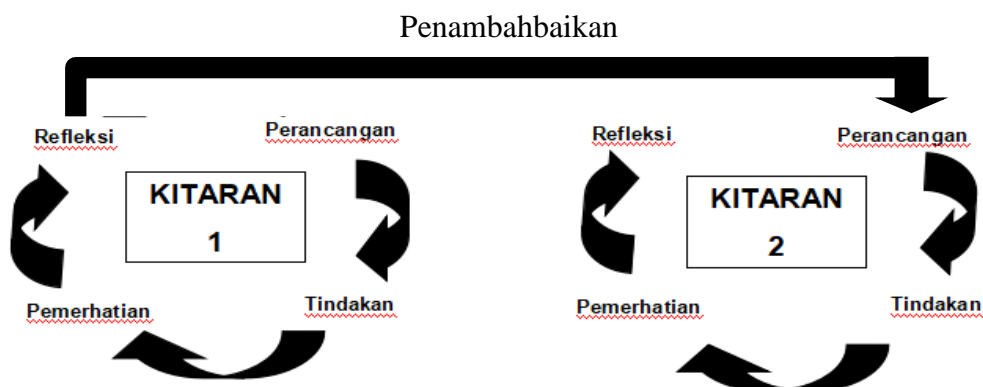 Penambahbaikan
Refleksi
Perancangan
KITARAN
1
Pemerhatian
Tindakan
Refleksi
Perancangan
KITARAN
2
Pemerhatian
Tindakan